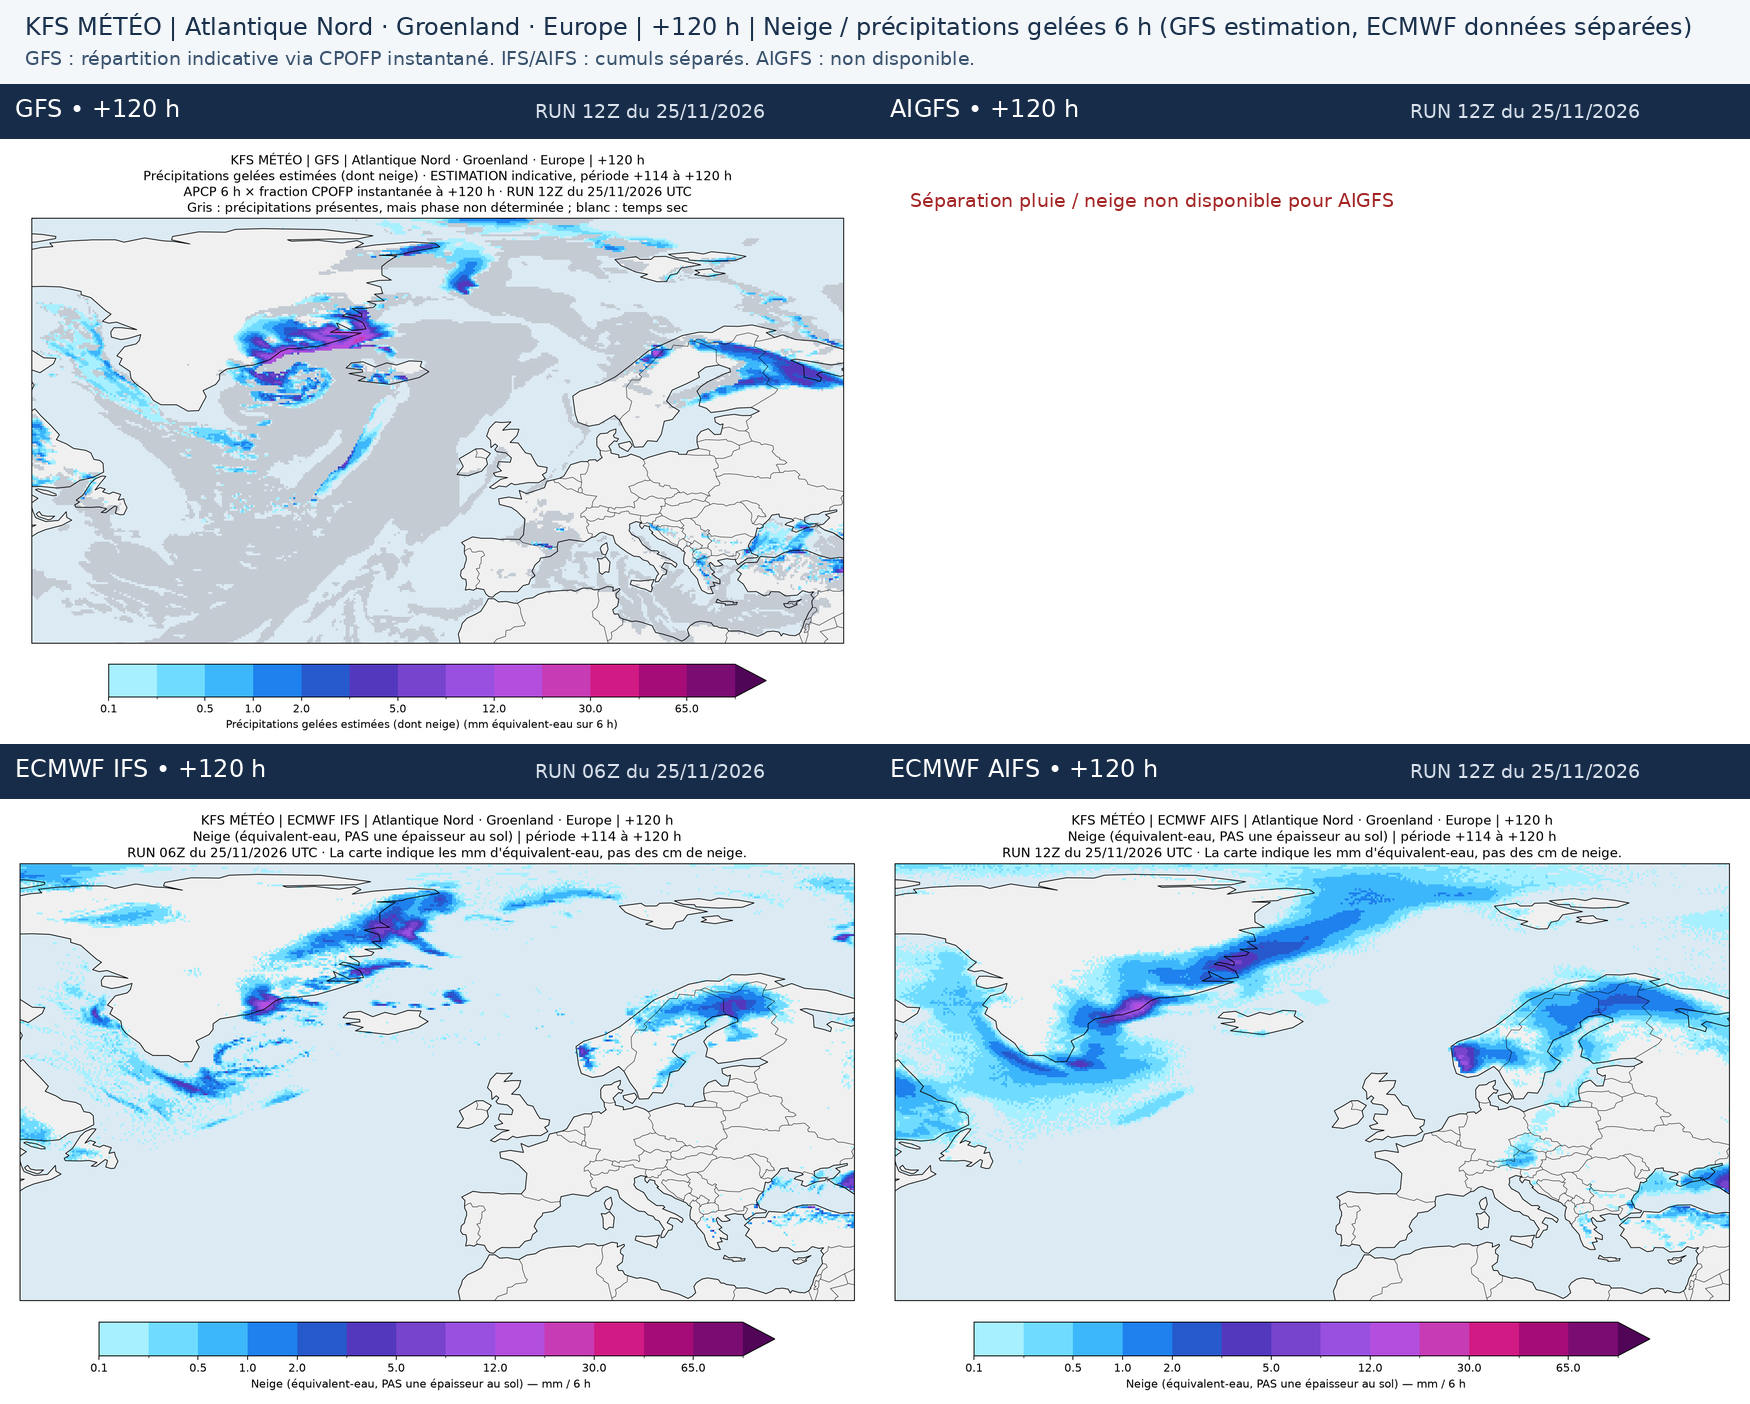 KFS MÉTÉO | Atlantique Nord · Groenland · Europe | +120 h | Neige / précipitations gelées 6 h (GFS estimation, ECMWF données séparées)
GFS : répartition indicative via CPOFP instantané. IFS/AIFS : cumuls séparés. AIGFS : non disponible.
GFS • +120 h
RUN 12Z du 25/11/2026
AIGFS • +120 h
RUN 12Z du 25/11/2026
KFS MÉTÉO | GFS | Atlantique Nord · Groenland · Europe | +120 h
Précipitations gelées estimées (dont neige) · ESTIMATION indicative, période +114 à +120 h
APCP 6 h × fraction CPOFP instantanée à +120 h · RUN 12Z du 25/11/2026 UTC
Gris : précipitations présentes, mais phase non déterminée ; blanc : temps sec
Séparation pluie / neige non disponible pour AIGFS
0.1 0.5 1.0 2.0 5.0 12.0 30.0 65.0
Précipitations gelées estimées (dont neige) (mm équivalent-eau sur 6 h)
ECMWF IFS • +120 h
RUN 06Z du 25/11/2026
ECMWF AIFS • +120 h
RUN 12Z du 25/11/2026
KFS MÉTÉO | ECMWF IFS | Atlantique Nord · Groenland · Europe | +120 h
Neige (équivalent-eau, PAS une épaisseur au sol) | période +114 à +120 h
RUN 06Z du 25/11/2026 UTC · La carte indique les mm d'équivalent-eau, pas des cm de neige.
KFS MÉTÉO | ECMWF AIFS | Atlantique Nord · Groenland · Europe | +120 h
Neige (équivalent-eau, PAS une épaisseur au sol) | période +114 à +120 h
RUN 12Z du 25/11/2026 UTC · La carte indique les mm d'équivalent-eau, pas des cm de neige.
0.1 0.5 1.0 2.0 5.0 12.0 30.0 65.0
Neige (équivalent-eau, PAS une épaisseur au sol) — mm / 6 h
0.1 0.5 1.0 2.0 5.0 12.0 30.0 65.0
Neige (équivalent-eau, PAS une épaisseur au sol) — mm / 6 h